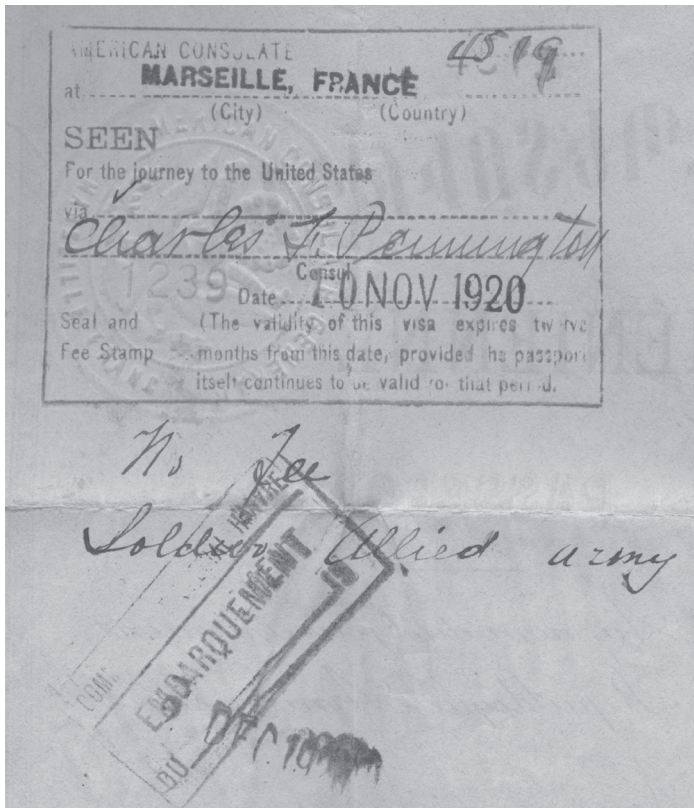 AMERICAN CONSULATE 4519
at MARSEILLE, FRANCE
(City) (Country)
SEEN
For the journey to the United States
via
Charles F. Pennington
Consul
1239
Date 10 NOV 1920
Seal and (The validity of this visa expires twelve
Fee Stamp months from this date, provided the passport
itself continues to be valid for that period.
No Fee
Soldier Allied army
EMBARQUEMENT
DU
DEC 19